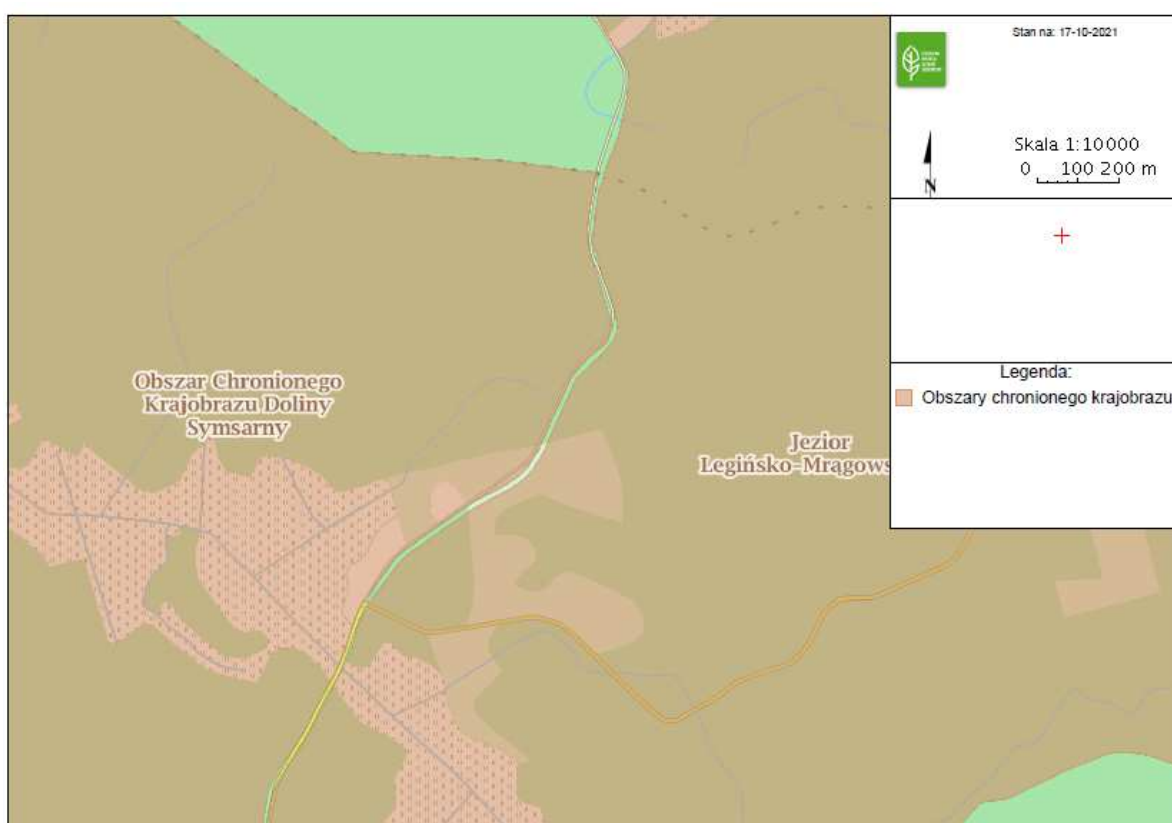 Stan na: 17-10-2021
Skala 1:10000
0 100 200 m
N
Legenda:
Obszary chronionego krajobrazu
Obszar Chronionego
Krajobrazu Doliny
Symsarny
Jezior
Legińsko-Mrągows